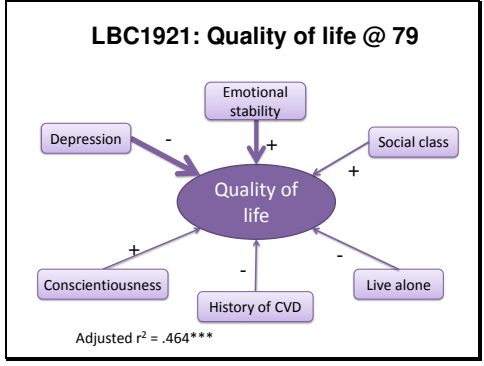 LBC1921: Quality of life @ 79
Emotional
stability
Depression
-
+
Social class
+
Quality of
life
+
-
-
Conscientiousness
History of CVD
Live alone
Adjusted r² = .464***